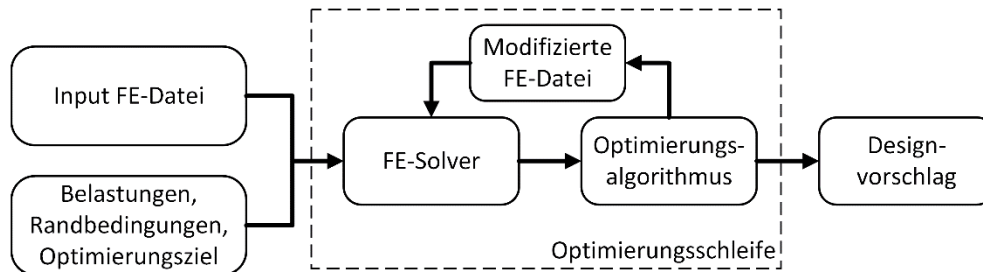 Input FE-Datei
Belastungen,
Randbedingungen,
Optimierungsziel
Modifizierte
FE-Datei
FE-Solver
Optimierungs-
algorithmus
Optimierungsschleife
Design-
vorschlag